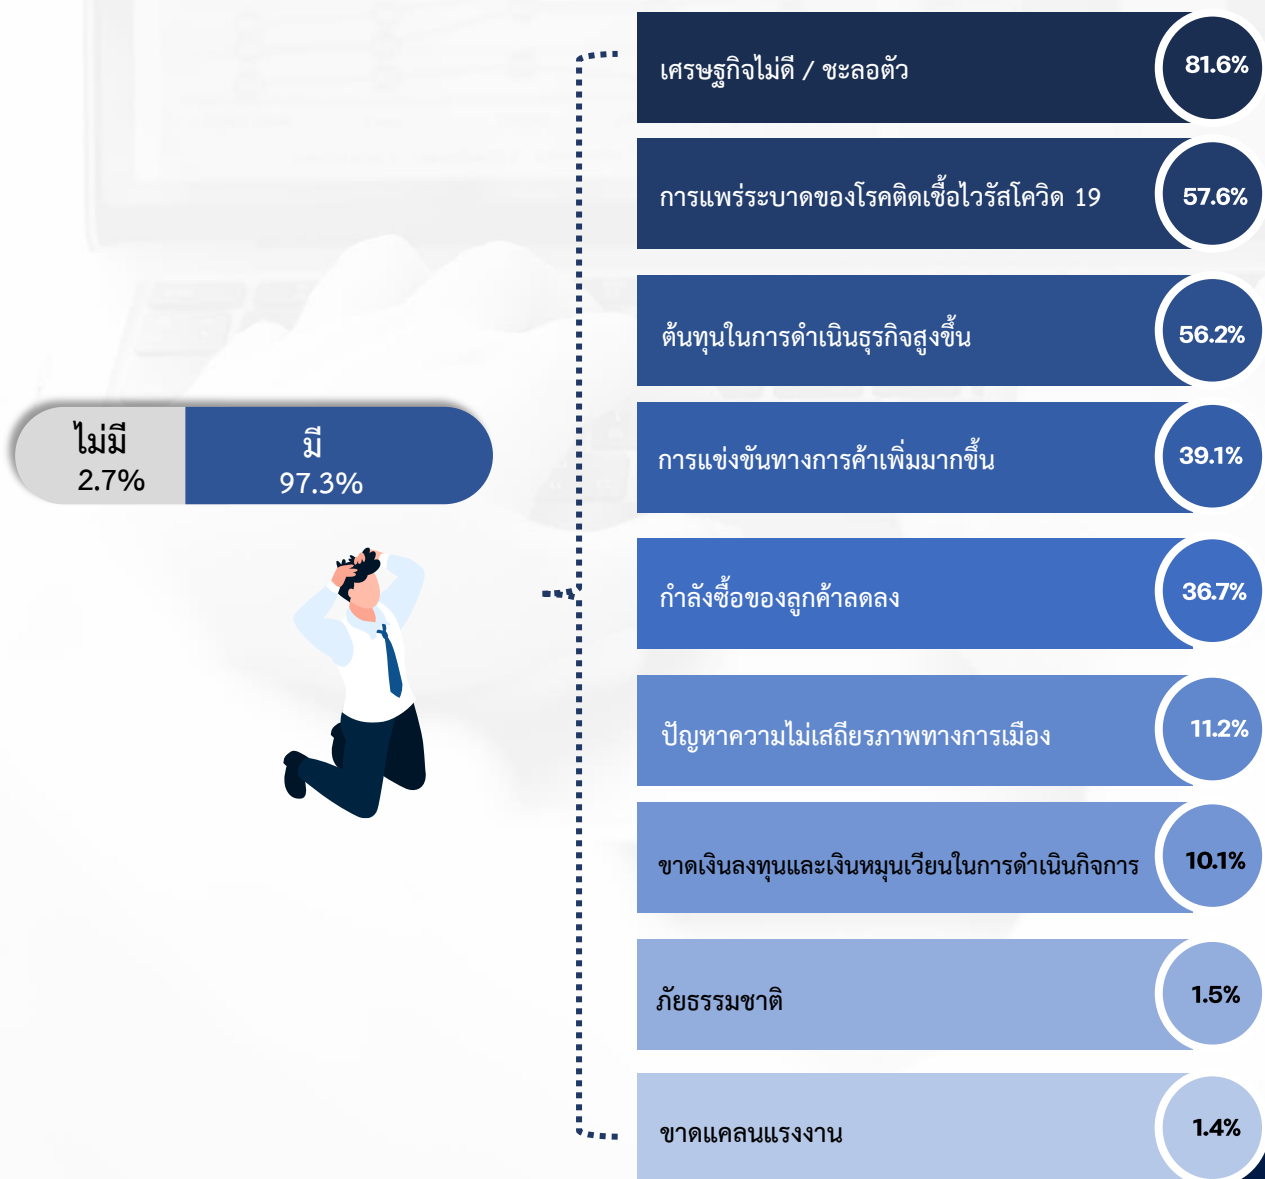 เศรษฐกิจไม่ดี / ชะลอตัว 81.6%
การแพร่ระบาดของโรคติดเชื้อไวรัสโควิด 19 57.6%
ต้นทุนในการดำเนินธุรกิจสูงขึ้น 56.2%
ไม่มี
2.7%
มี
97.3%
การแข่งขันทางการค้าเพิ่มมากขึ้น 39.1%
กำลังซื้อของลูกค้าลดลง 36.7%
ปัญหาความไม่เสถียรภาพทางการเมือง 11.2%
ขาดเงินลงทุนและเงินหมุนเวียนในการดำเนินกิจการ 10.1%
ภัยธรรมชาติ 1.5%
ขาดแคลนแรงงาน 1.4%